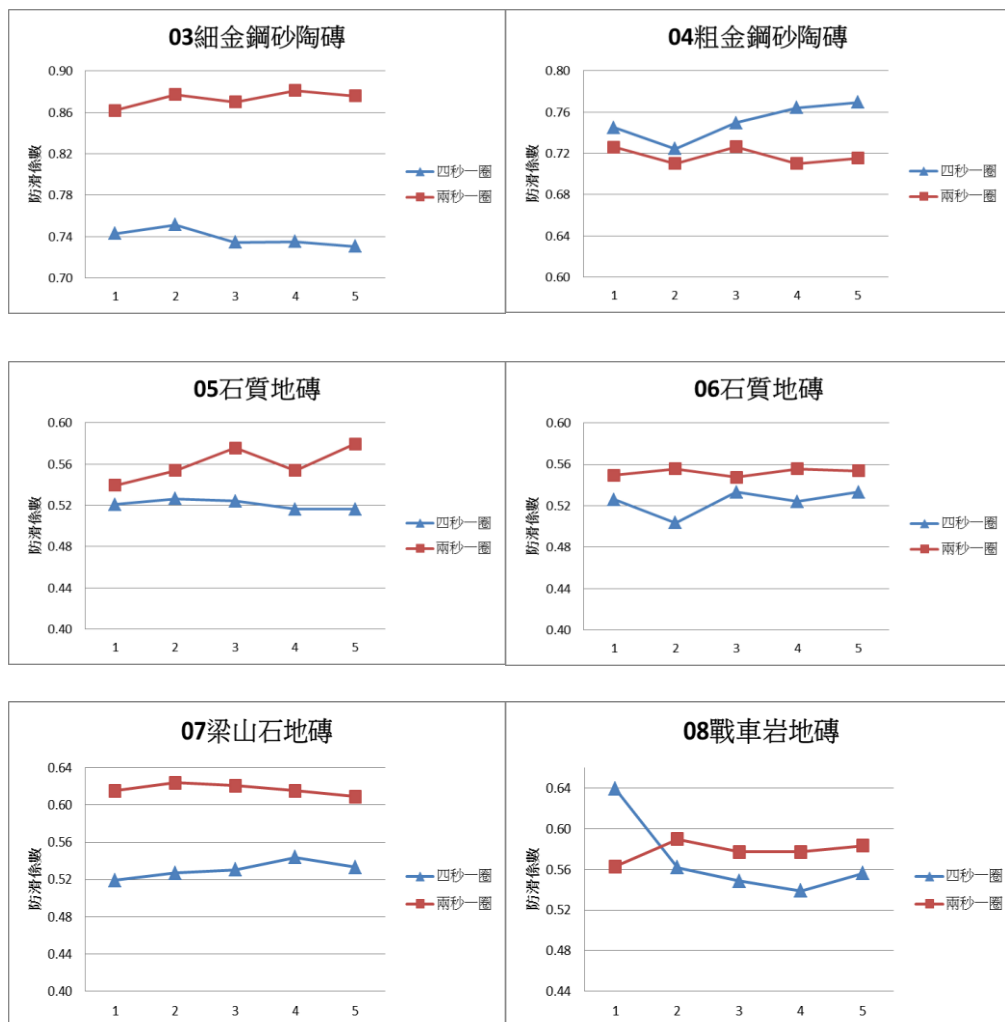 03細金鋼砂陶磚
0.90
0.86
0.82
0.78
0.74
0.70
防滑係數
1 2 3 4 5
四秒一圈
兩秒一圈
04粗金鋼砂陶磚
0.80
0.76
0.72
0.68
0.64
0.60
防滑係數
1 2 3 4 5
四秒一圈
兩秒一圈
05石質地磚
0.60
0.56
0.52
0.48
0.44
0.40
防滑係數
1 2 3 4 5
四秒一圈
兩秒一圈
06石質地磚
0.60
0.56
0.52
0.48
0.44
0.40
防滑係數
1 2 3 4 5
四秒一圈
兩秒一圈
07梁山石地磚
0.64
0.60
0.56
0.52
0.48
0.44
0.40
防滑係數
1 2 3 4 5
四秒一圈
兩秒一圈
08戰車岩地磚
0.64
0.60
0.56
0.52
0.48
0.44
防滑係數
1 2 3 4 5
四秒一圈
兩秒一圈